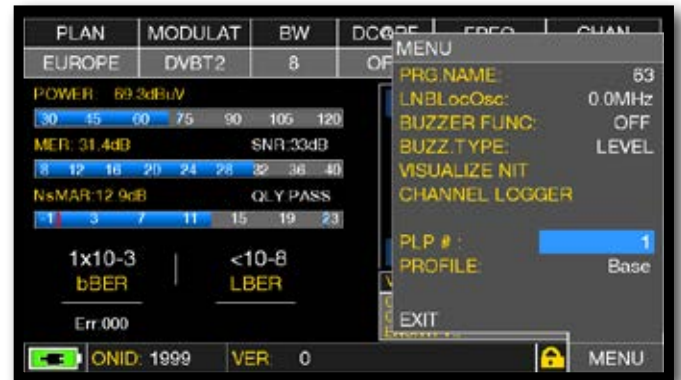 PLAN MODULAT BW
EUROPE DVBT2 8
POWER: 69.3dBuV
30 45 60 75 90 105 120
MER: 31.4dB SNR:33dB
8 12 16 20 24 28 32 36 40
NsMAR:12.9dB QLY:PASS
-1 3 7 11 15 19 23
1x10-3 <10-8
bBER LBER
Err:000
ONID: 1999 VER: 0
MENU
PRG.NAME: 63
LNBLocOsc: 0.0MHz
BUZZER FUNC: OFF
BUZZ.TYPE: LEVEL
VISUALIZE NIT
CHANNEL LOGGER
PLP # : 1
PROFILE: Base
EXIT
MENU